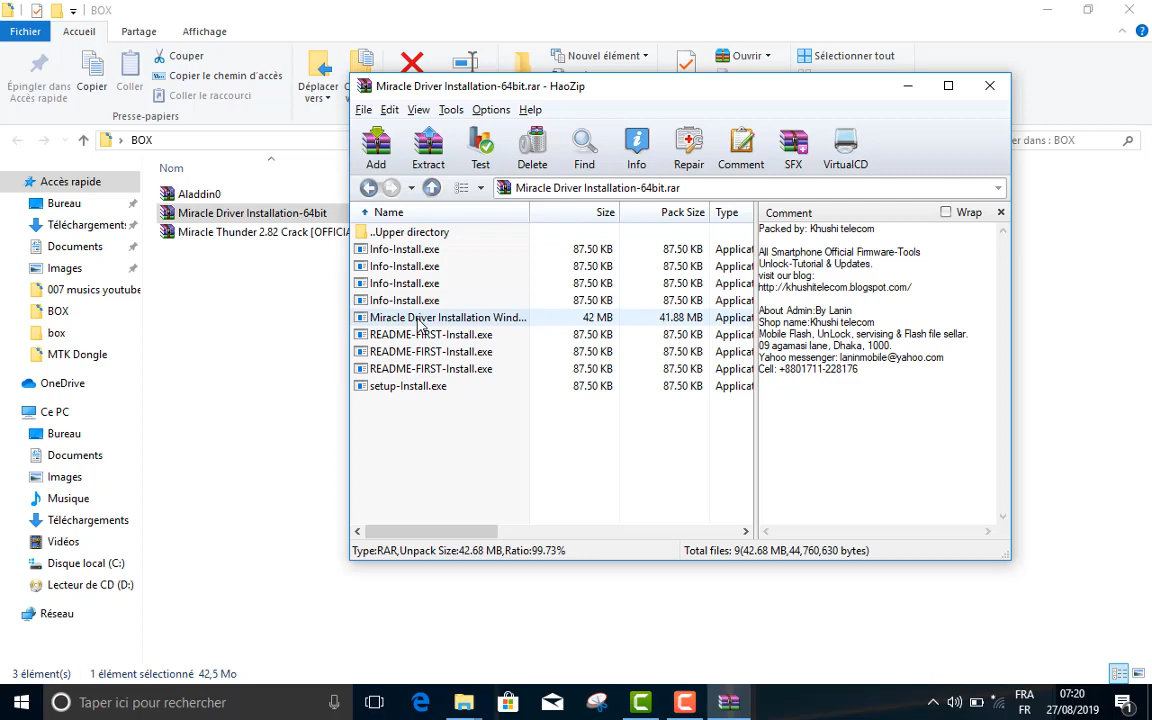 BOX
Fichier
Accueil
Partage
Affichage
Épingler dans
Accès rapide
Copier
Coller
Couper
Copier le chemin d'accès
Coller le raccourci
Presse-papiers
Déplacer
vers
Nouvel élément
Ouvrir
Sélectionner tout
BOX
dans : BOX
Nom
Accès rapide
Bureau
Téléchargements
Documents
Images
007 musics youtube
BOX
box
MTK Dongle
OneDrive
Ce PC
Bureau
Documents
Images
Musique
Téléchargements
Vidéos
Disque local (C:)
Lecteur de CD (D:)
Réseau
Aladdin0
Miracle Driver Installation-64bit
Miracle Thunder 2.82 Crack [OFFICIA
Miracle Driver Installation-64bit.rar - HaoZip
File Edit View Tools Options Help
Add Extract Test Delete Find Info Repair Comment SFX VirtualCD
Miracle Driver Installation-64bit.rar
Name Size Pack Size Type
..Upper directory
Info-Install.exe 87.50 KB 87.50 KB Applicat
Info-Install.exe 87.50 KB 87.50 KB Applicat
Info-Install.exe 87.50 KB 87.50 KB Applicat
Info-Install.exe 87.50 KB 87.50 KB Applicat
Miracle Driver Installation Wind... 42 MB 41.88 MB Applicat
README-FIRST-Install.exe 87.50 KB 87.50 KB Applicat
README-FIRST-Install.exe 87.50 KB 87.50 KB Applicat
README-FIRST-Install.exe 87.50 KB 87.50 KB Applicat
setup-Install.exe 87.50 KB 87.50 KB Applicat
Comment Wrap
Packed by: Khushi telecom
All Smartphone Official Firmware-Tools
Unlock-Tutorial & Updates.
visit our blog:
http://khushitelecom.blogspot.com/
About Admin:By Lanin
Shop name:Khushi telecom
Mobile Flash, UnLock, servising & Flash file sellar.
09 agamasi lane, Dhaka, 1000.
Yahoo messenger: laninmobile@yahoo.com
Cell: +8801711-228176
Type:RAR,Unpack Size:42.68 MB,Ratio:99.73%
Total files: 9(42.68 MB,44,760,630 bytes)
3 élément(s) 1 élément sélectionné 42,5 Mo
Taper ici pour rechercher
FRA
FR
07:20
27/08/2019
1